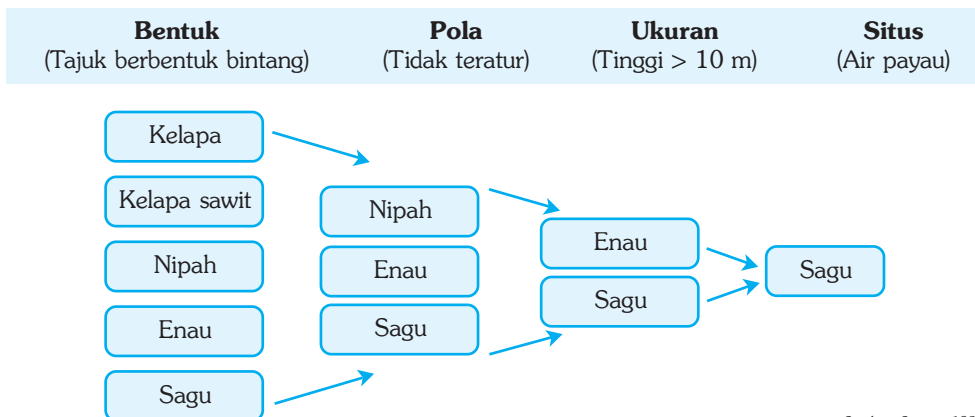 Bentuk Pola Ukuran Situs
(Tajuk berbentuk bintang) (Tidak teratur) (Tinggi > 10 m) (Air payau)
Kelapa
Kelapa sawit
Nipah
Enau
Sagu
Nipah
Enau
Sagu
Enau
Sagu
Sagu